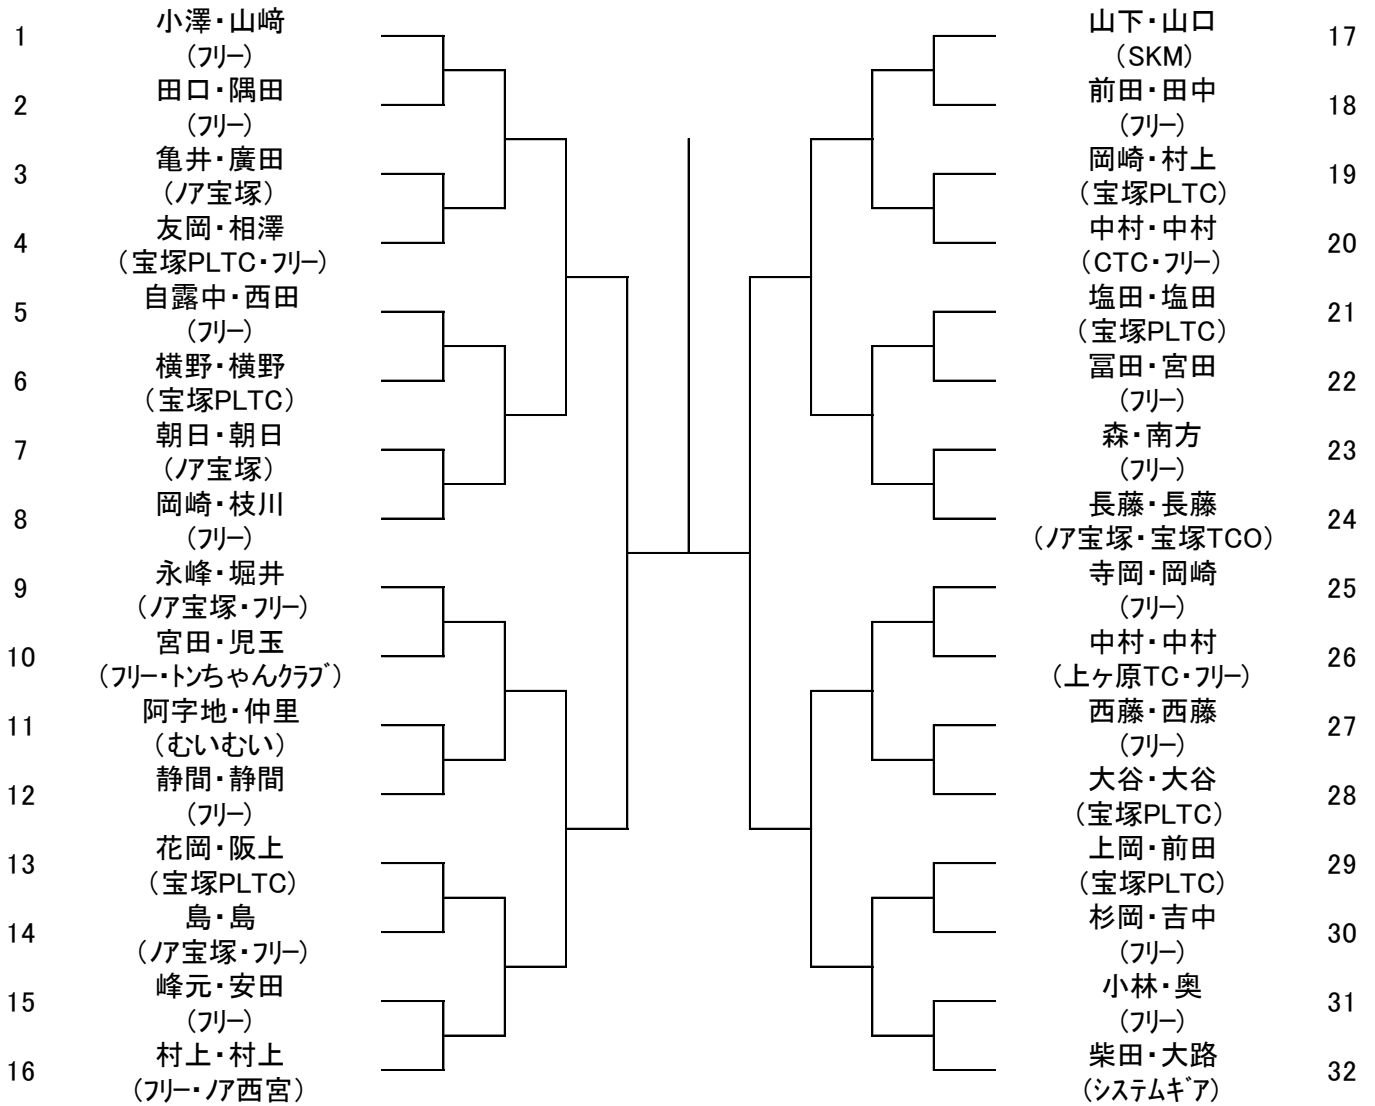 1
小澤・山﨑
(ﾌﾘｰ)
2
田口・隅田
(ﾌﾘｰ)
3
亀井・廣田
(ﾉｱ宝塚)
4
友岡・相澤
(宝塚PLTC・ﾌﾘｰ)
5
自露中・西田
(ﾌﾘｰ)
6
横野・横野
(宝塚PLTC)
7
朝日・朝日
(ﾉｱ宝塚)
8
岡崎・枝川
(ﾌﾘｰ)
9
永峰・堀井
(ﾉｱ宝塚・ﾌﾘｰ)
10
宮田・児玉
(ﾌﾘｰ・ﾄﾝちゃんｸﾗﾌﾞ)
11
阿字地・仲里
(むいむい)
12
静間・静間
(ﾌﾘｰ)
13
花岡・阪上
(宝塚PLTC)
14
島・島
(ﾉｱ宝塚・ﾌﾘｰ)
15
峰元・安田
(ﾌﾘｰ)
16
村上・村上
(ﾌﾘｰ・ﾉｱ西宮)
山下・山口
(SKM)
17
前田・田中
(ﾌﾘｰ)
18
岡崎・村上
(宝塚PLTC)
19
中村・中村
(CTC・ﾌﾘｰ)
20
塩田・塩田
(宝塚PLTC)
21
冨田・宮田
(ﾌﾘｰ)
22
森・南方
(ﾌﾘｰ)
23
長藤・長藤
(ﾉｱ宝塚・宝塚TCO)
24
寺岡・岡崎
(ﾌﾘｰ)
25
中村・中村
(上ヶ原TC・ﾌﾘｰ)
26
西藤・西藤
(ﾌﾘｰ)
27
大谷・大谷
(宝塚PLTC)
28
上岡・前田
(宝塚PLTC)
29
杉岡・吉中
(ﾌﾘｰ)
30
小林・奥
(ﾌﾘｰ)
31
柴田・大路
(ｼｽﾃﾑｷﾞｱ)
32